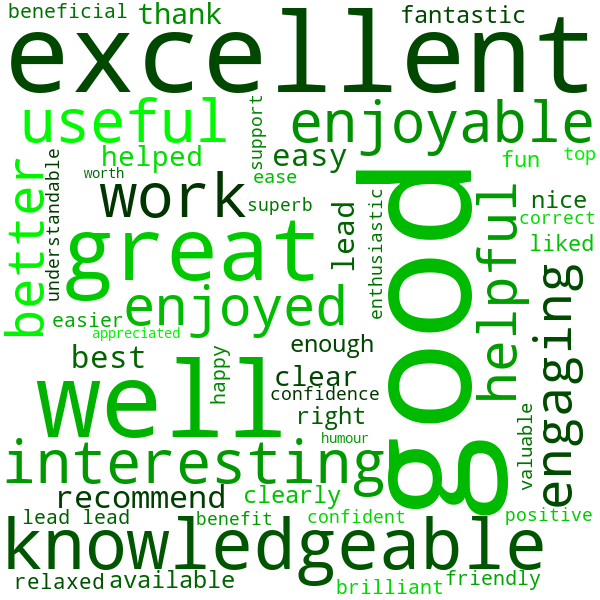 beneficial
thank
fantastic
excellent
useful
support
enjoyable
helped
easy
fun
top
better
understandable
worth
work
ease
superb
great
lead
enthusiastic
good
helpful
nice
correct
liked
enjoyed
easier
appreciated
engaging
best
enough
well
happy
clear
confidence
right
humour
valuable
interesting
recommend
clearly
lead lead
benefit
confident
positive
knowledgeable
relaxed
available
brilliant
friendly